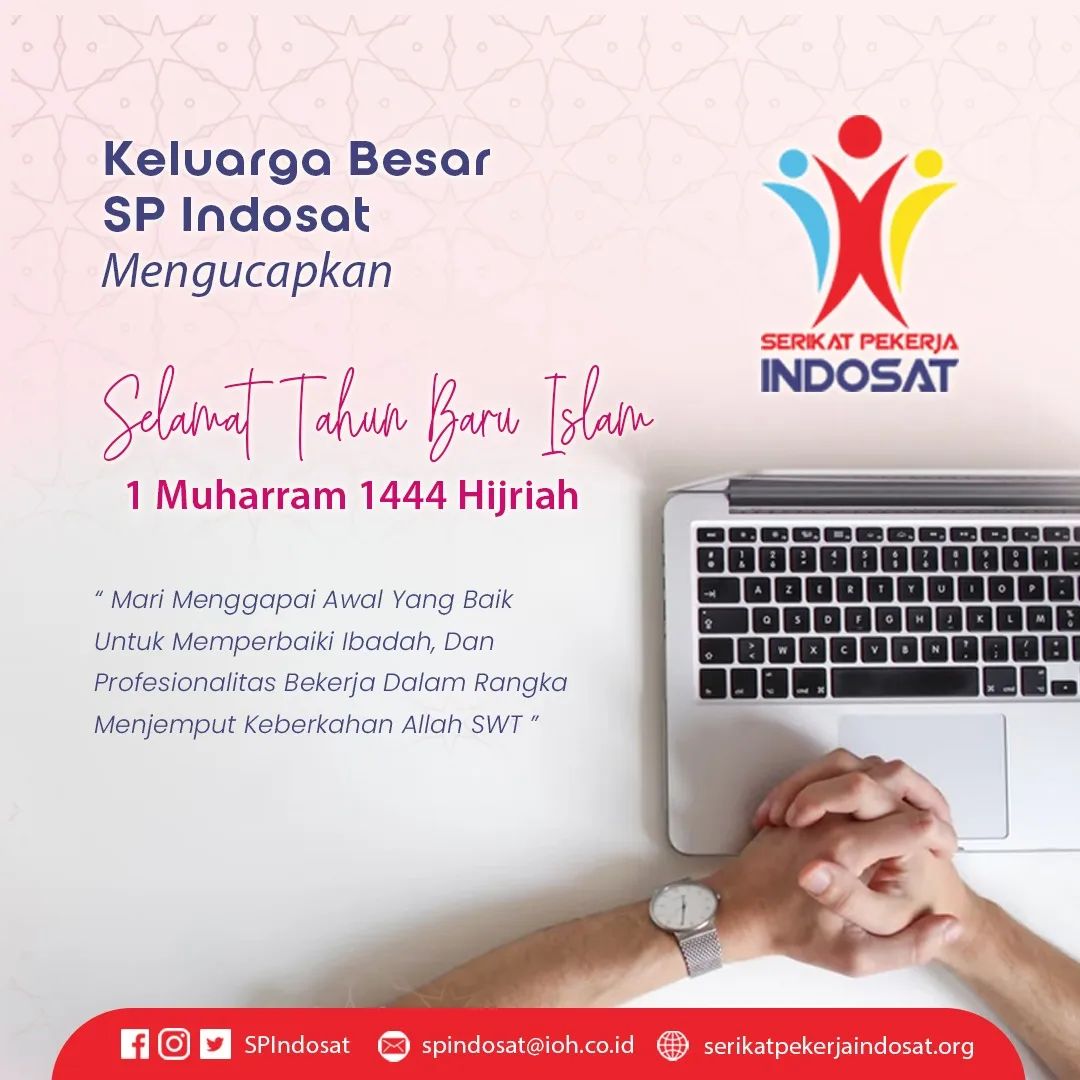 Keluarga Besar
SP Indosat
Mengucapkan
SERIKAT PEKERJA
INDOSAT
Selamat Tahun Baru Islam
1 Muharram 1444 Hijriah
“ Mari Menggapai Awal Yang Baik
Untuk Memperbaiki Ibadah, Dan
Profesionalitas Bekerja Dalam Rangka
Menjemput Keberkahan Allah SWT ”
SPIndosat spindosat@ioh.co.id serikatpekerjaindosat.org